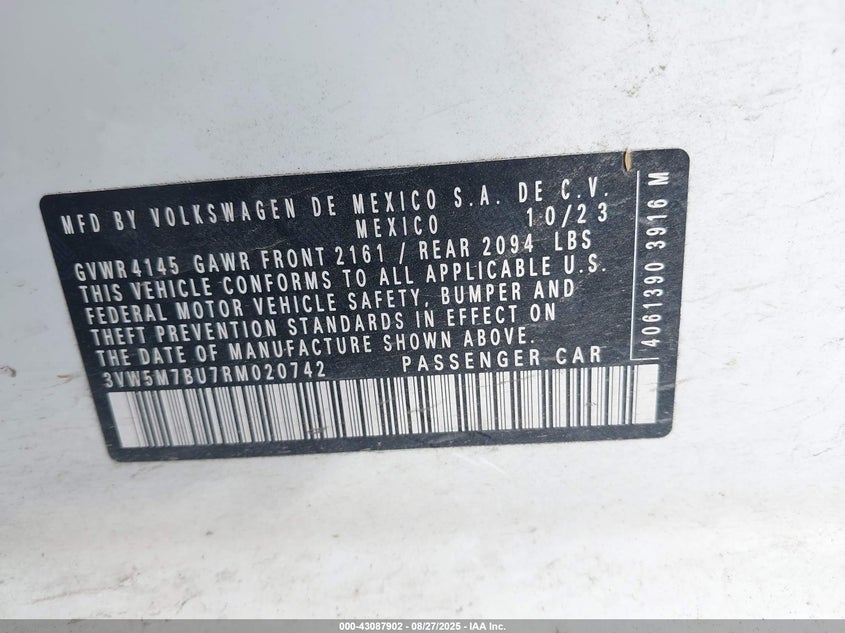 MFD BY VOLKSWAGEN DE MEXICO S.A. DE C.V.
MEXICO 10/23
GVWR4145 GAWR FRONT 2161 / REAR 2094 LBS
THIS VEHICLE CONFORMS TO ALL APPLICABLE U.S.
FEDERAL MOTOR VEHICLE SAFETY, BUMPER AND
THEFT PREVENTION STANDARDS IN EFFECT ON
THE DATE OF MANUFACTURE SHOWN ABOVE.
3VW5M7BU7RM020742 PASSENGER CAR
4061390 3916 M
000-43087902 - 08/27/2025 - IAA Inc.